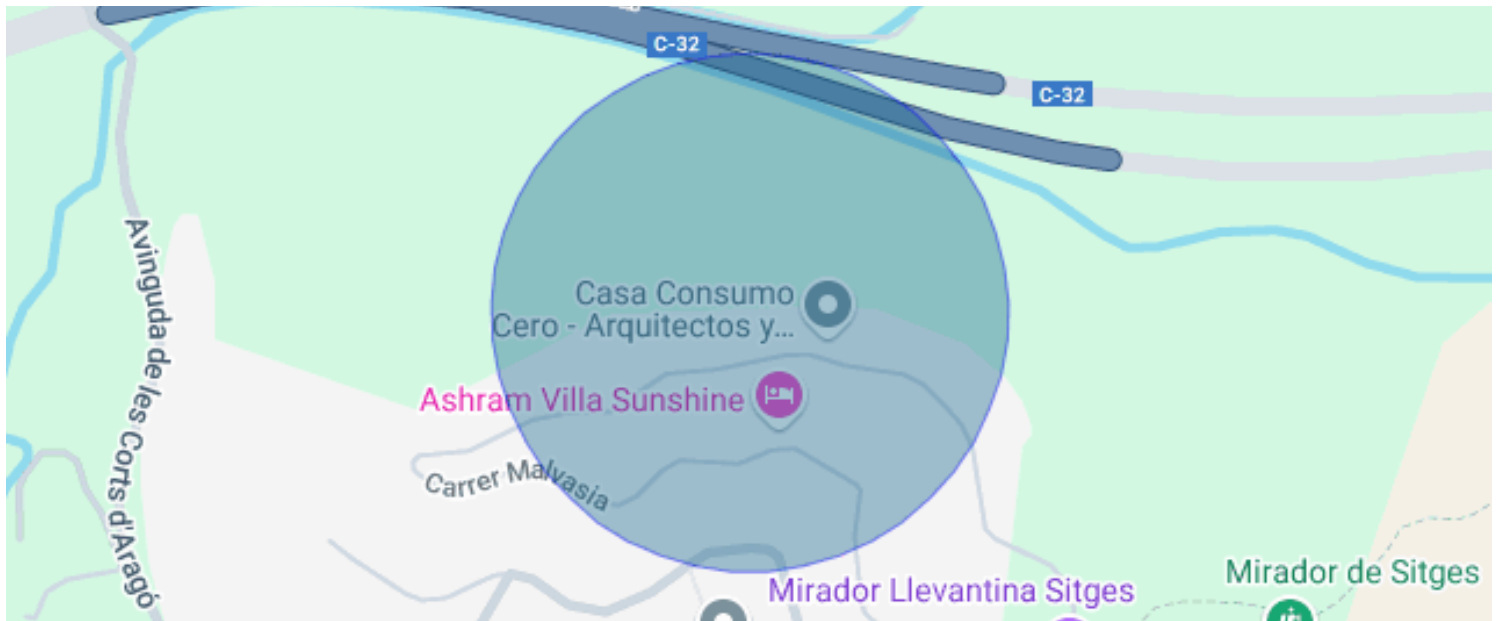 C-32
C-32
Avinguda de les Corts d'Aragó
Casa Consumo
Cero - Arquitectos y...
Ashram Villa Sunshine
Carrer Malvasia
Mirador de Sitges
Mirador Llevantina Sitges